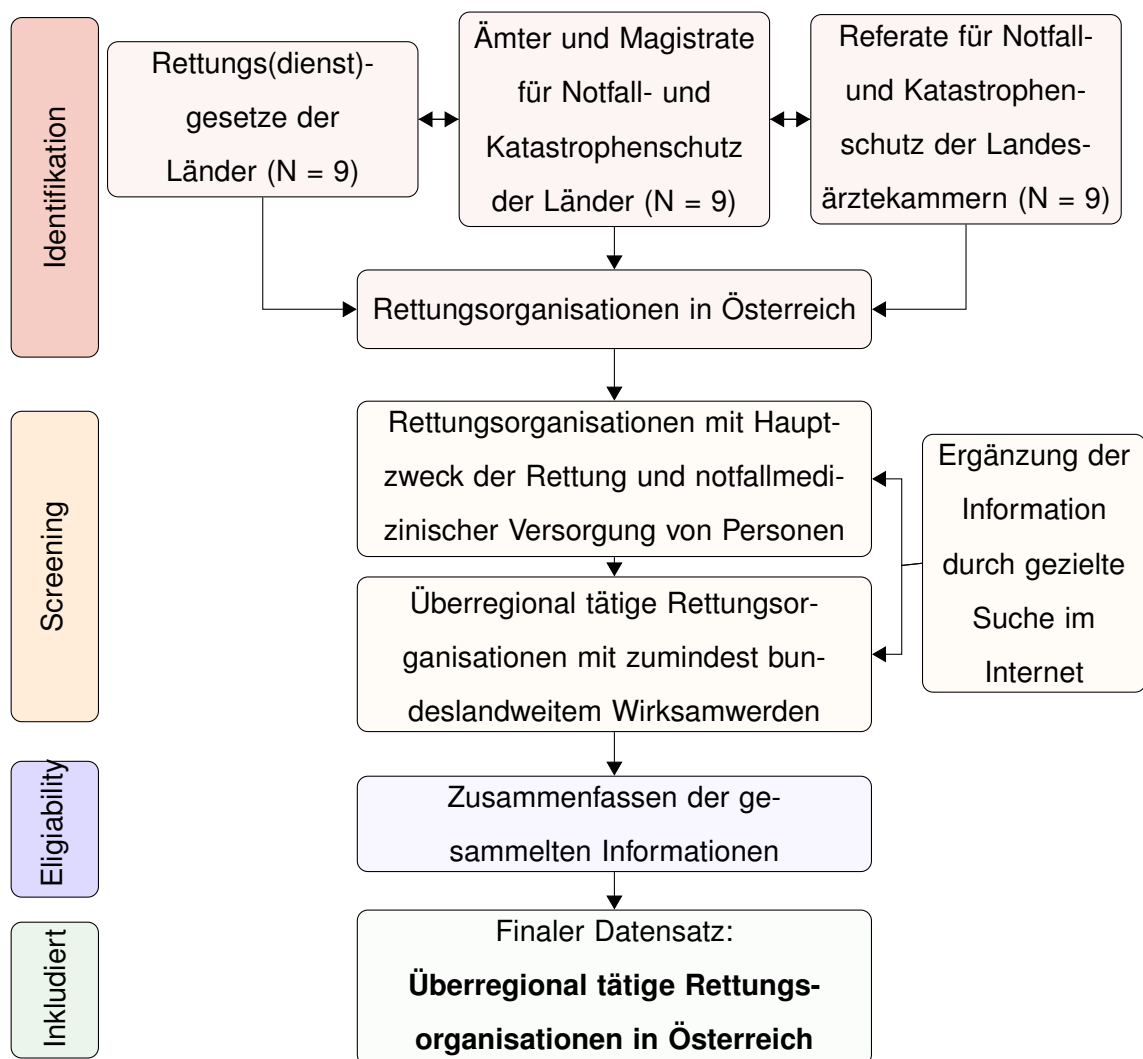 Identifikation
Rettungs(dienst)-
gesetze der
Länder (N = 9)
Ämter und Magistrate
für Notfall- und
Katastrophenschutz
der Länder (N = 9)
Referate für Notfall-
und Katastrophen-
schutz der Landes-
ärztekammern (N = 9)
Rettungsorganisationen in Österreich
Screening
Rettungsorganisationen mit Haupt-
zweck der Rettung und notfallmedi-
zinischer Versorgung von Personen
Überregional tätige Rettungsor-
ganisationen mit zumindest bun-
deslandweitem Wirksamwerden
Ergänzung der
Information
durch gezielte
Suche im
Internet
Eligiability
Zusammenfassen der ge-
sammelten Informationen
Inkludiert
Finaler Datensatz:
Überregional tätige Rettungs-
organisationen in Österreich